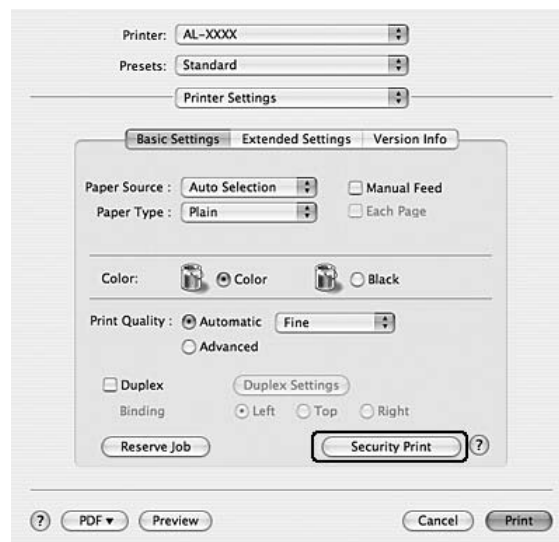 Printer: AL-XXXX
Presets: Standard
Printer Settings
Basic Settings Extended Settings Version Info
Paper Source : Auto Selection Manual Feed
Paper Type : Plain Each Page
Color: Color Black
Print Quality : Automatic Fine
Advanced
Duplex Duplex Settings
Binding Left Top Right
Reserve Job Security Print ?
? PDF▼ Preview Cancel Print